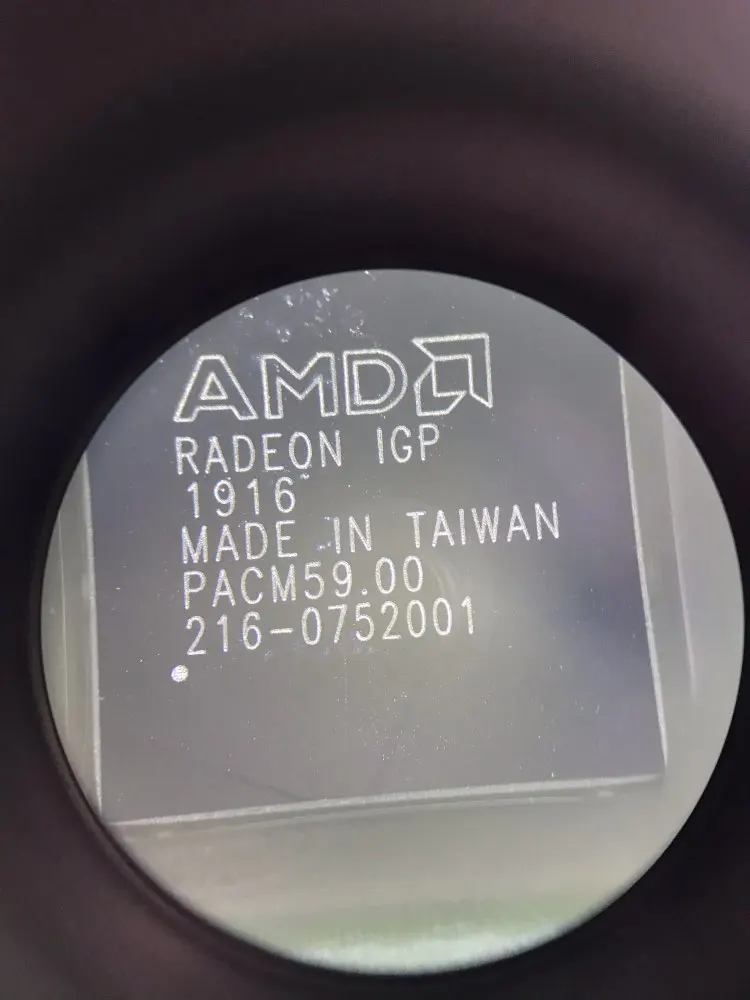 AMD
RADEON IGP
1916
MADE IN TAIWAN
PACM59.00
216-0752001